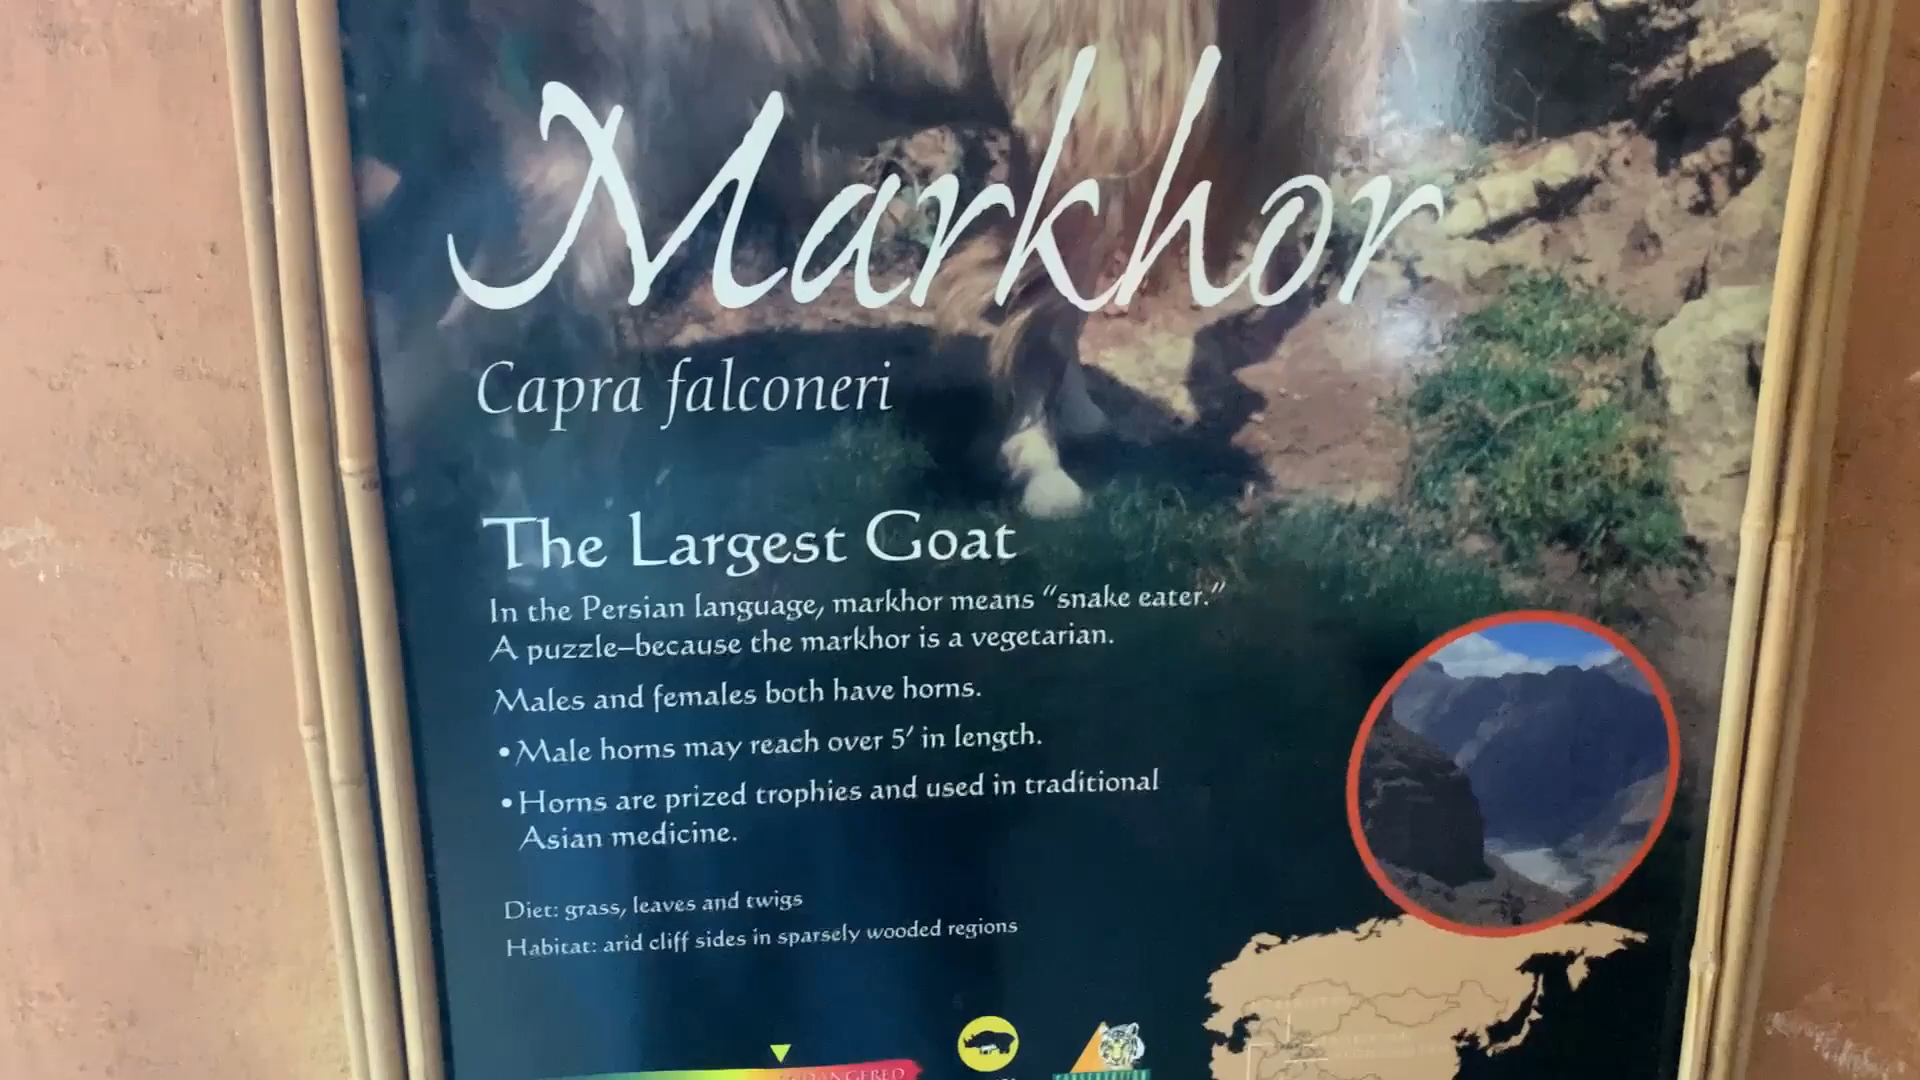 Markhor
Capra falconeri
The Largest Goat
In the Persian language, markhor means “snake eater.”
A puzzle–because the markhor is a vegetarian.
Males and females both have horns.
•Male horns may reach over 5′ in length.
•Horns are prized trophies and used in traditional
Asian medicine.
Diet: grass, leaves and twigs
Habitat: arid cliff sides in sparsely wooded regions